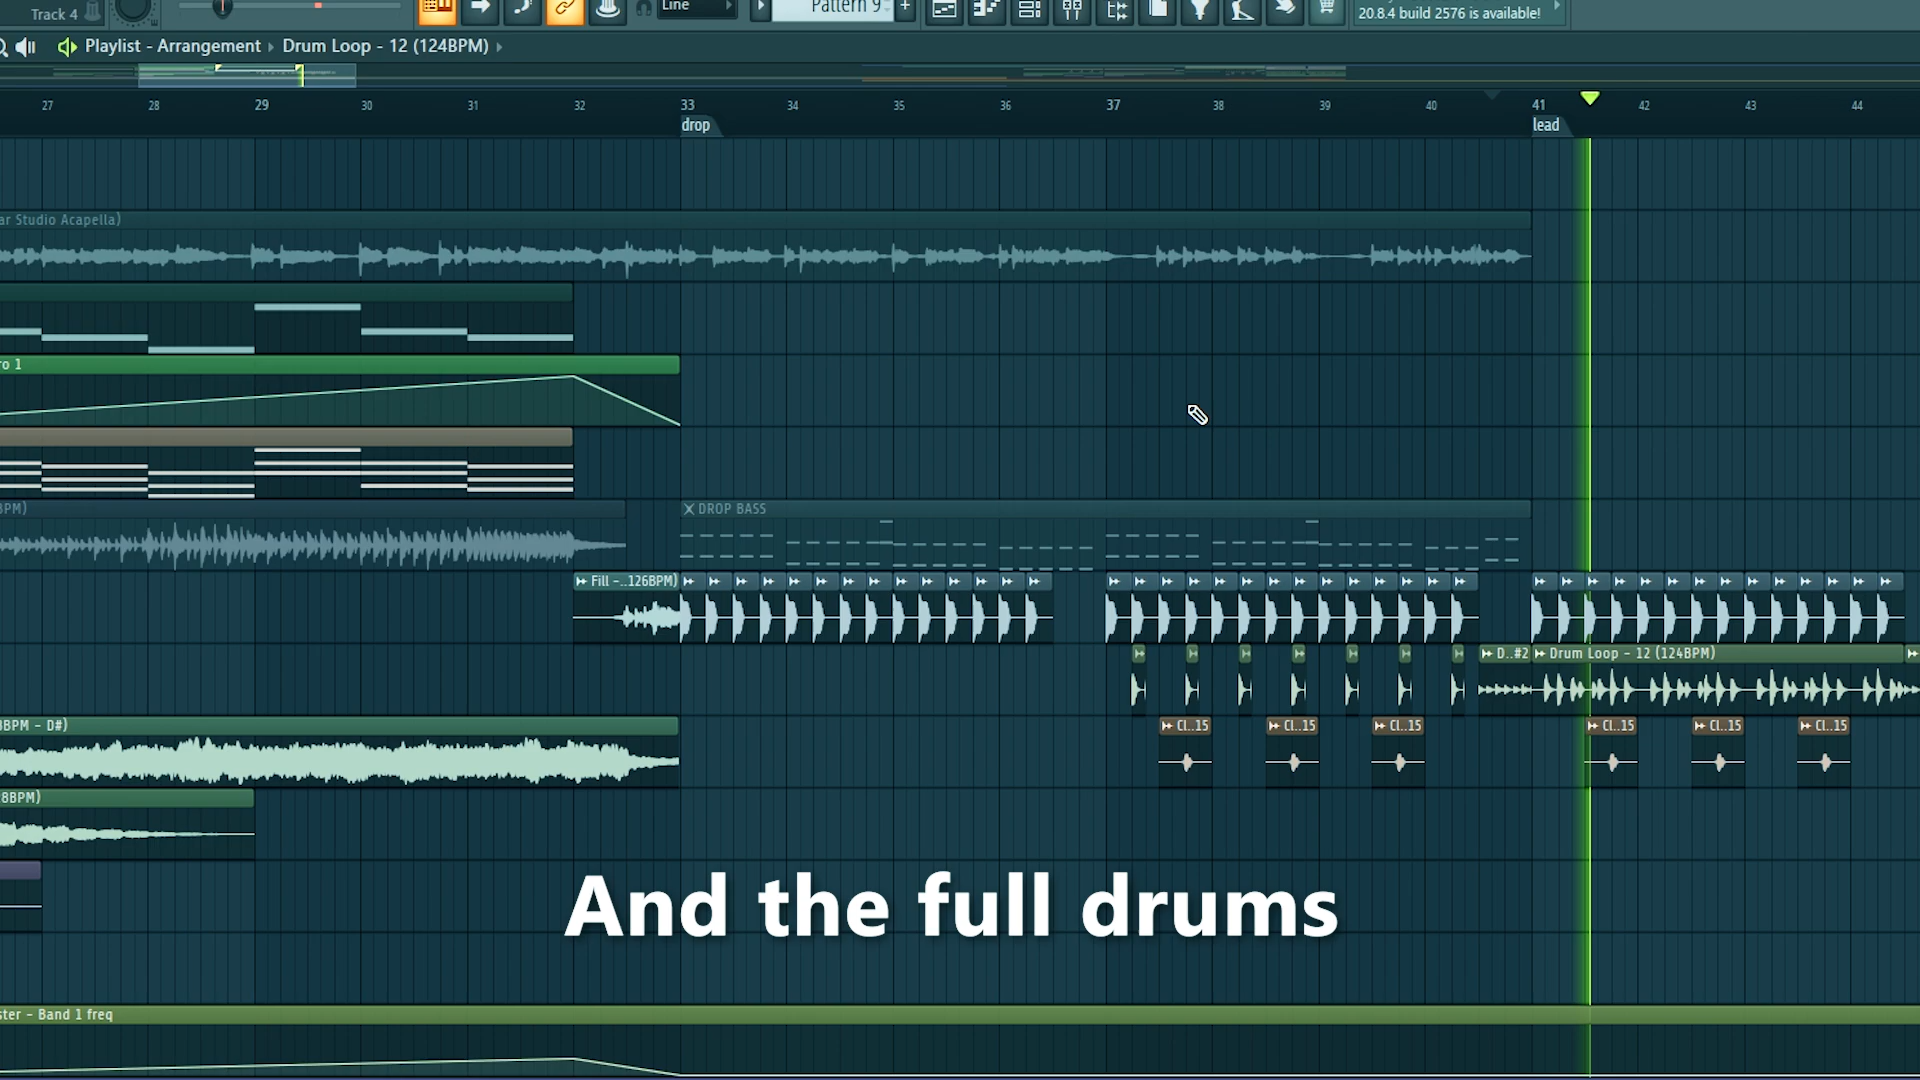 Track 4
Line
Pattern 9
20.8.4 build 2576 is available!
Playlist - Arrangement
Drum Loop - 12 (124BPM)
27 28 29 30 31 32 33 34 35 36 37 38 39 40 41 42 43 44
drop
lead
ar Studio Acapella)
ro 1
BPM)
DROP BASS
Fill -..126BPM)
D..#2
Drum Loop - 12 (124BPM)
BPM - D#)
Cl..15
Cl..15
Cl..15
Cl..15
Cl..15
Cl..15
8BPM)
And the full drums
ster - Band 1 freq